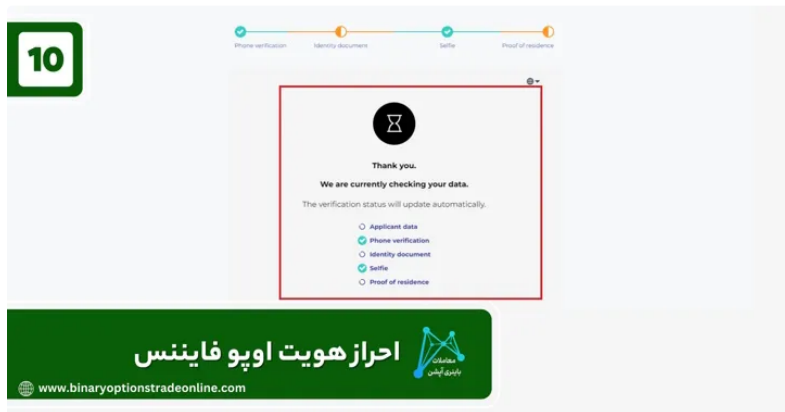 10
Phone verification
Identity document
Selfie
Proof of residence
Thank you.
We are currently checking your data.
The verification status will update automatically.
Applicant data
Phone verification
Identity document
Selfie
Proof of residence
احراز هویت اوپو فایننس
معاملات
باینری آپشن
www.binaryoptionstradeonline.com